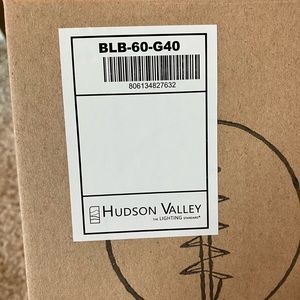 BLB-60-G40
806134827632
HUDSON VALLEY
THE LIGHTING STANDARD®